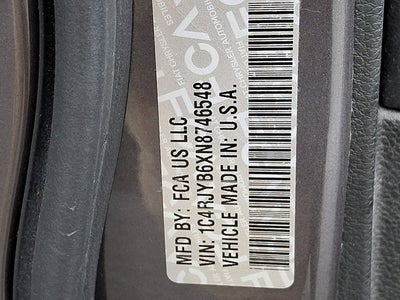 MFD BY: FCA US LLC
VIN: 1C4RJYB6XN8746548
VEHICLE MADE IN: U.S.A.